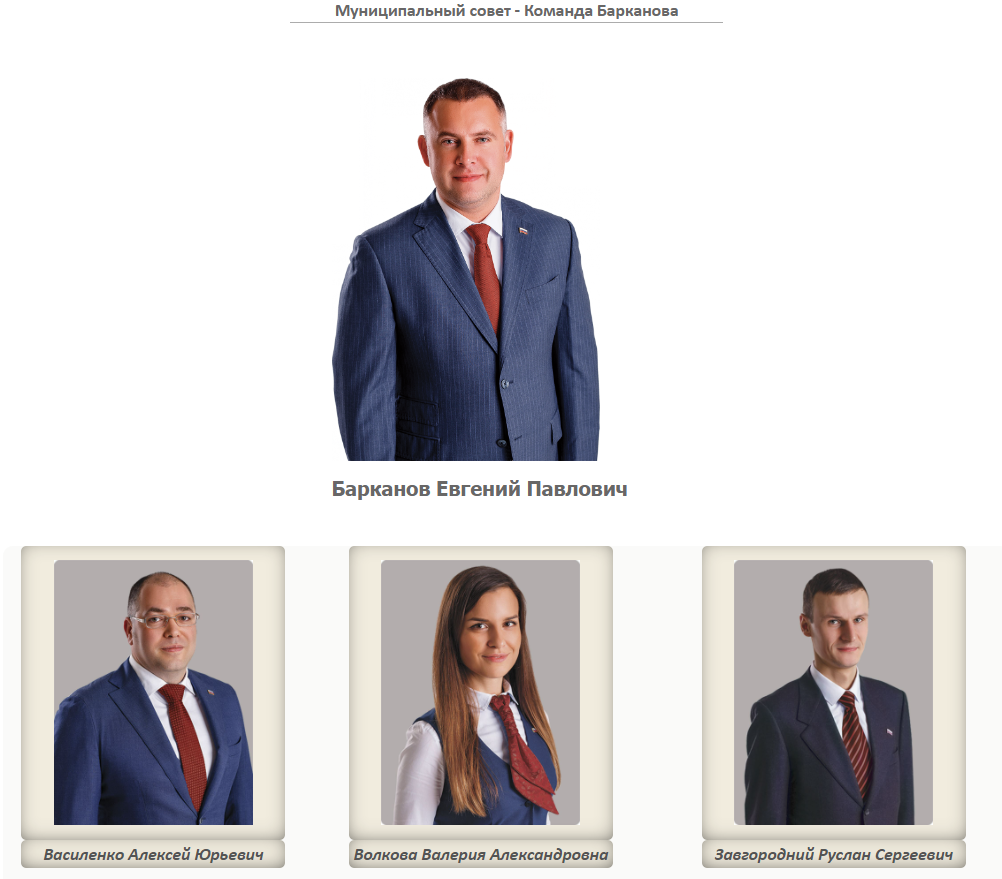 Муниципальный совет - Команда Барканова
Барканов Евгений Павлович
Василенко Алексей Юрьевич
Волкова Валерия Александровна
Завгородний Руслан Сергеевич